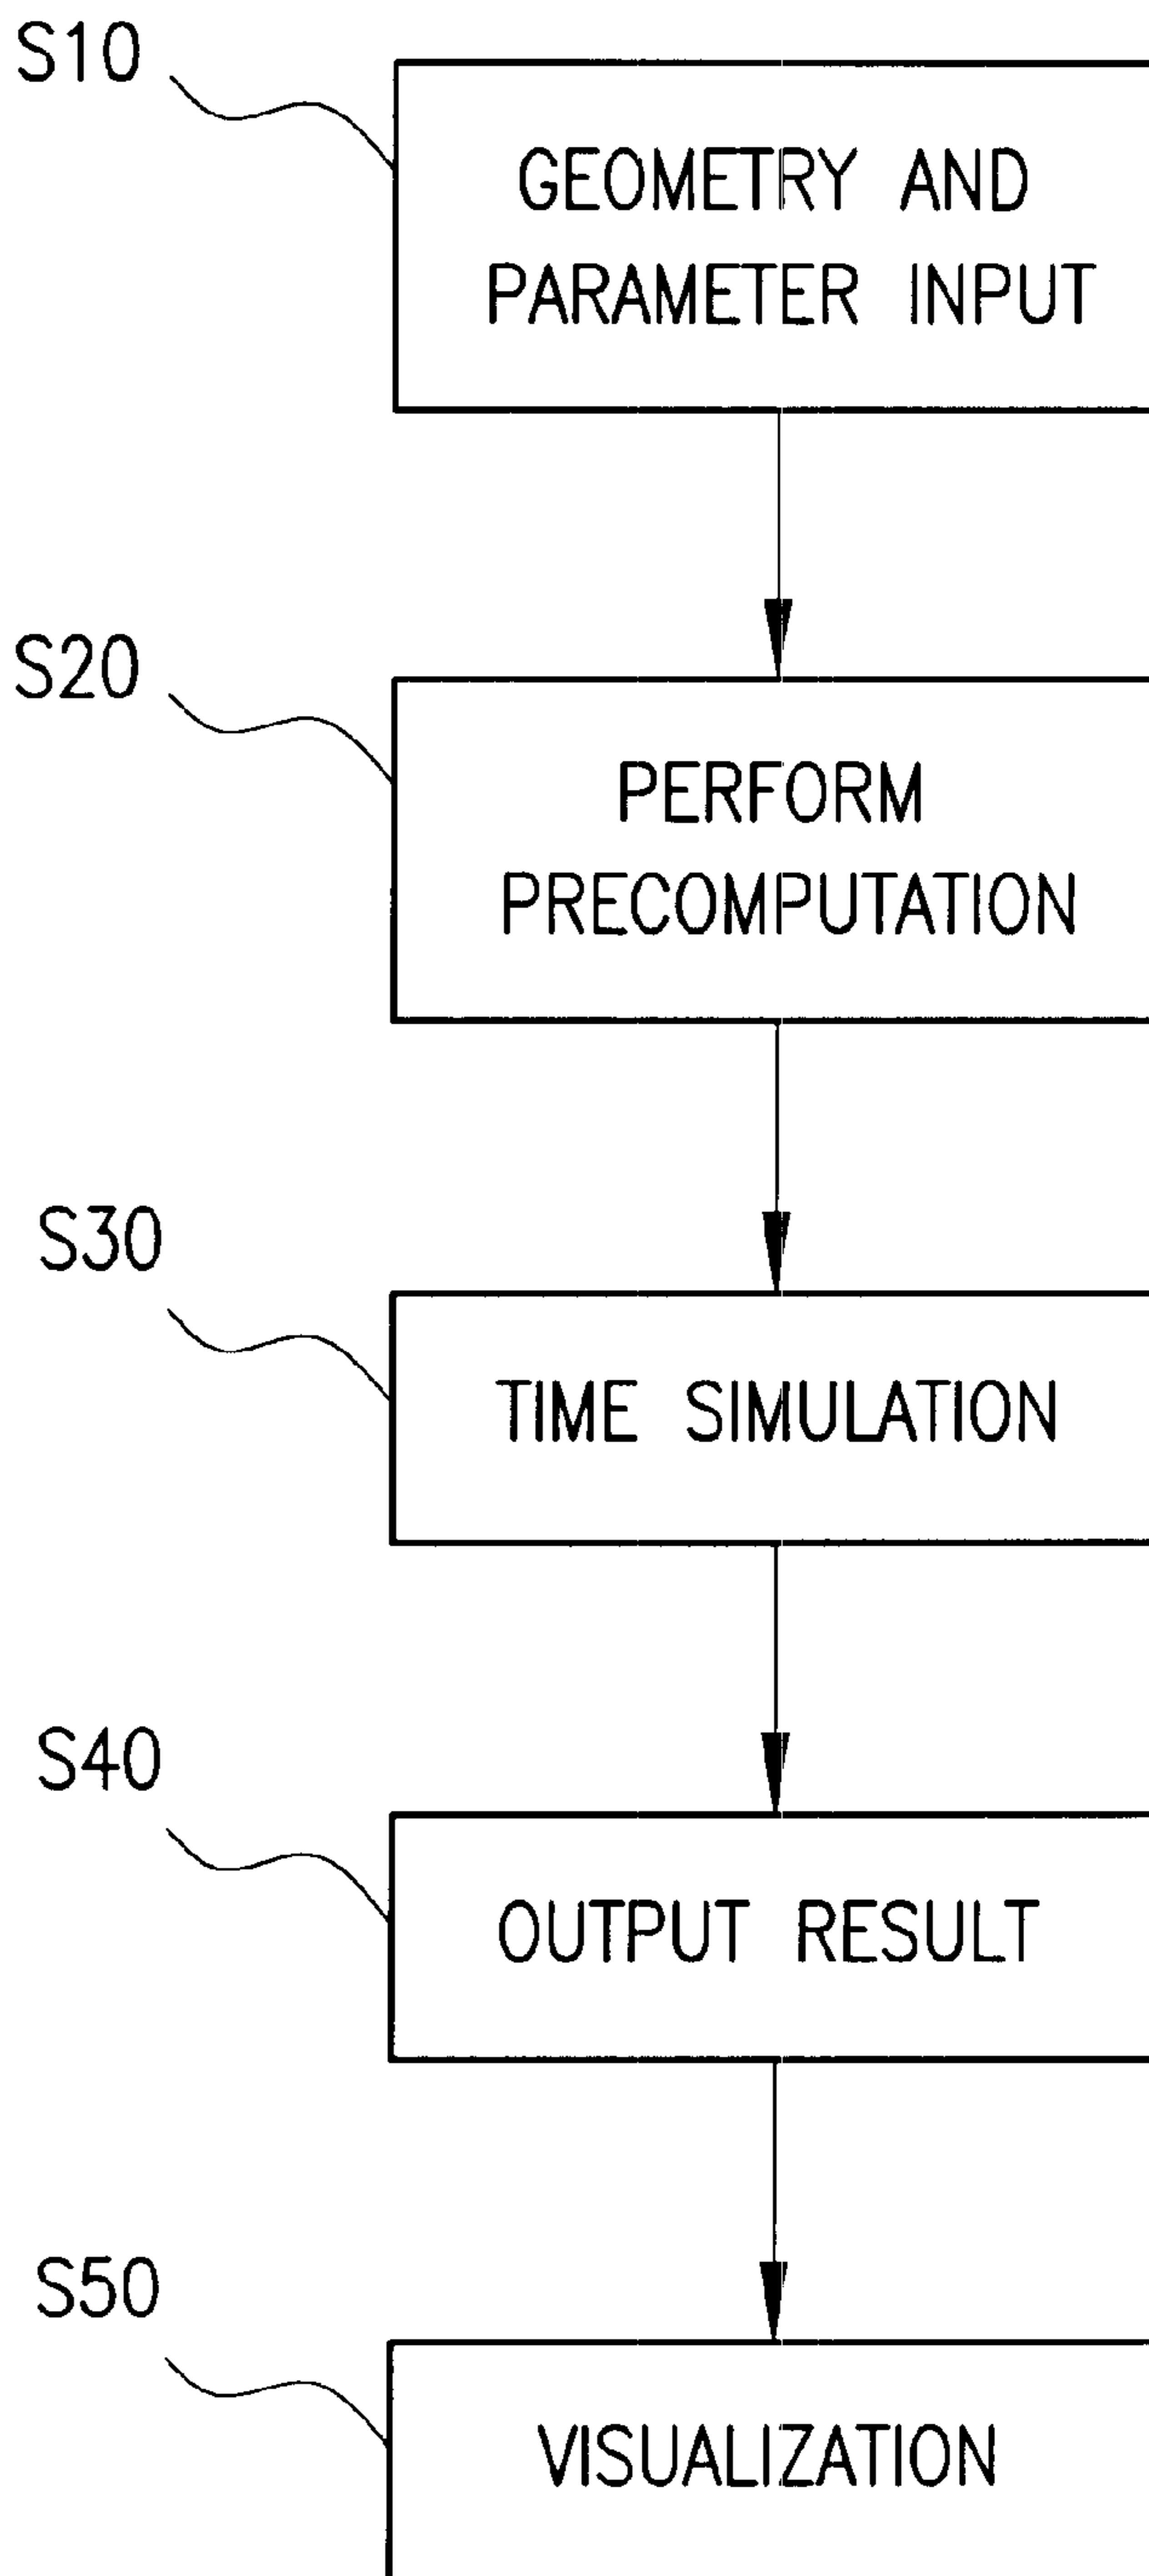 S10
GEOMETRY AND
PARAMETER INPUT
S20
PERFORM
PRECOMPUTATION
S30
TIME SIMULATION
S40
OUTPUT RESULT
S50
VISUALIZATION